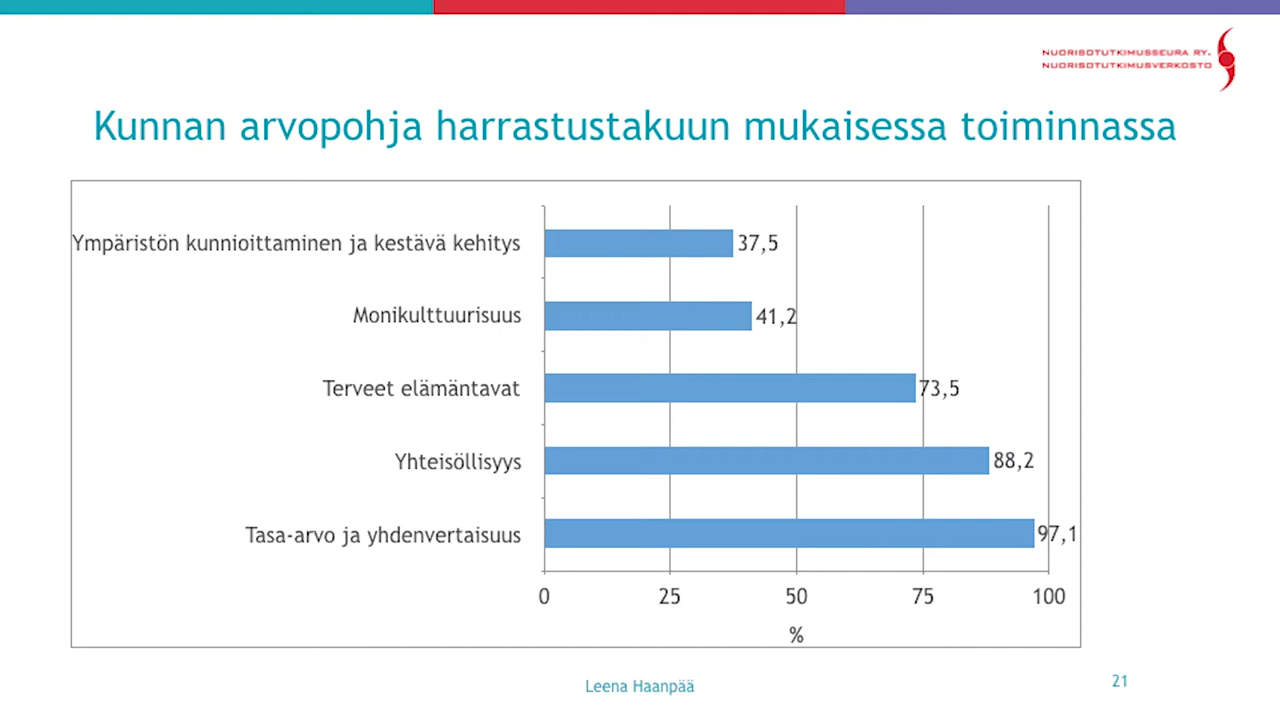 NUORISOTUTKIMUSSEURA RY.
NUORISOTUTKIMUSVERKOSTO
Kunnan arvopohja harrastustakuun mukaisessa toiminnassa
Ympäristön kunnioittaminen ja kestävä kehitys 37,5
Monikulttuurisuus 41,2
Terveet elämäntavat 73,5
Yhteisöllisyys 88,2
Tasa-arvo ja yhdenvertaisuus 97,1
0 25 50 75 100
%
Leena Haanpää
21